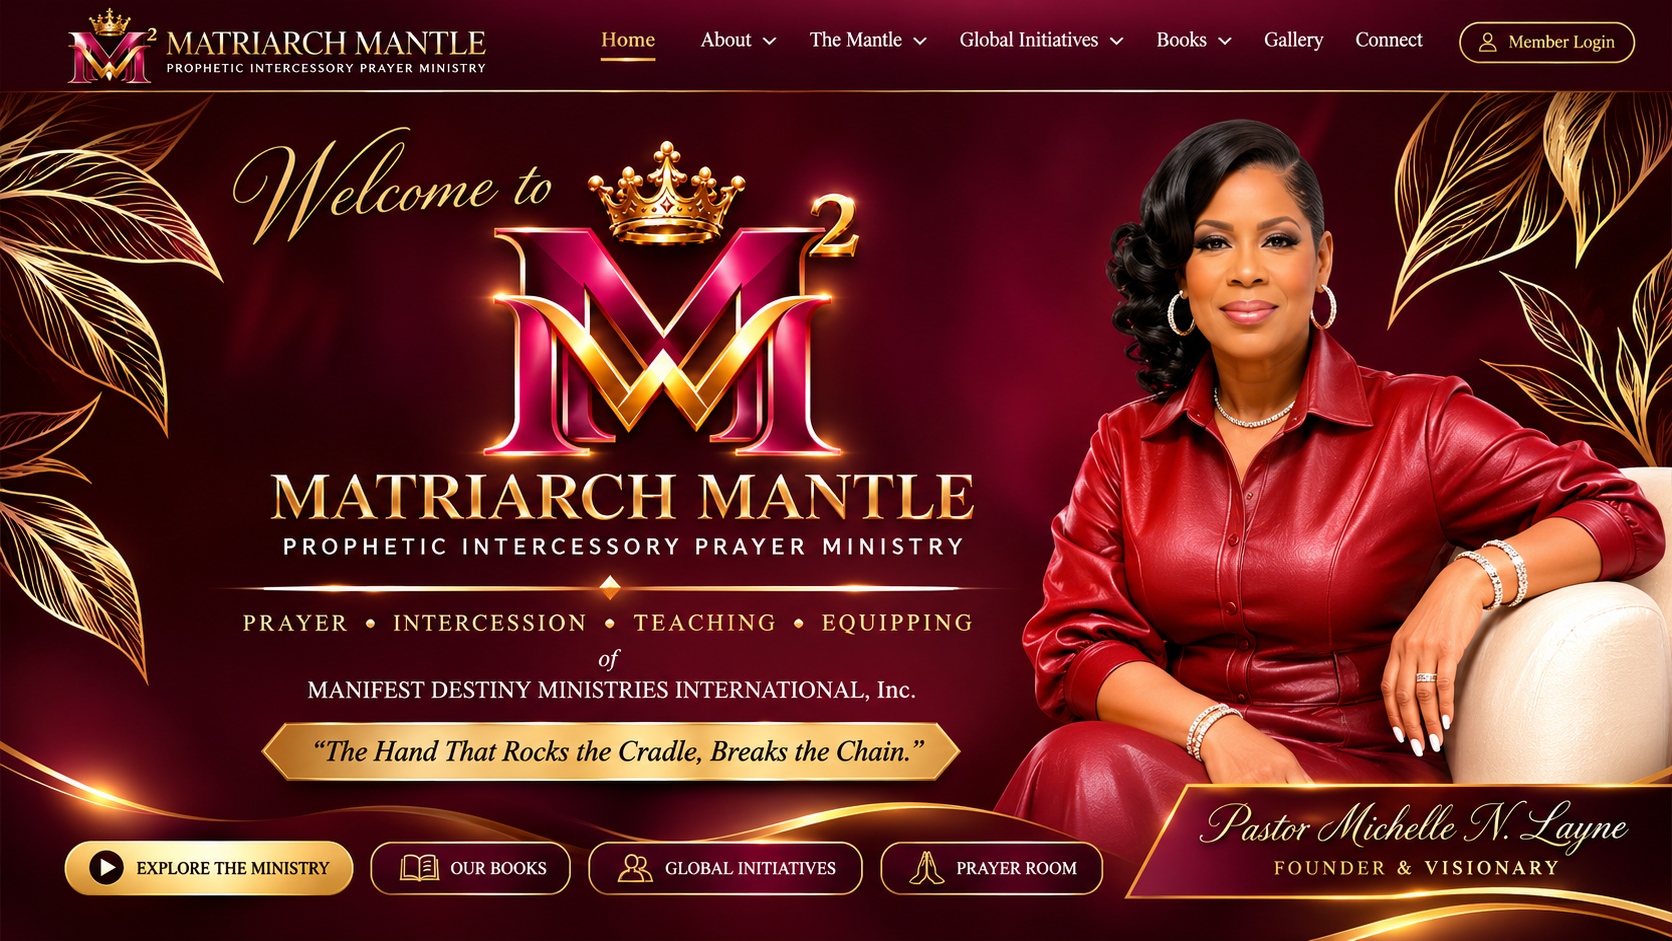 M 2 MATRIARCH MANTLE
PROPHETIC INTERCESSORY PRAYER MINISTRY
Home About The Mantle Global Initiatives Books Gallery Connect Member Login
Welcome to
M 2
MATRIARCH MANTLE
PROPHETIC INTERCESSORY PRAYER MINISTRY
PRAYER • INTERCESSION • TEACHING • EQUIPPING
of
MANIFEST DESTINY MINISTRIES INTERNATIONAL, Inc.
“The Hand That Rocks the Cradle, Breaks the Chain.”
EXPLORE THE MINISTRY OUR BOOKS GLOBAL INITIATIVES PRAYER ROOM
Pastor Michelle N. Layne
FOUNDER & VISIONARY